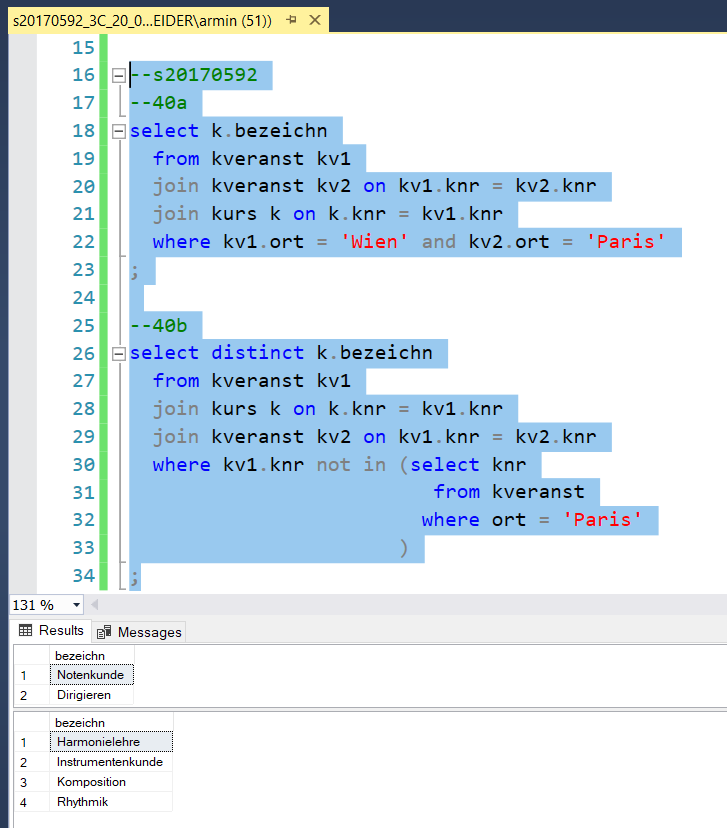 s20170592_3C_20_0...EIDER\armin (51))
15
16 --s20170592
17 --40a
18 select k.bezeichn
19 from kveranst kv1
20 join kveranst kv2 on kv1.knr = kv2.knr
21 join kurs k on k.knr = kv1.knr
22 where kv1.ort = 'Wien' and kv2.ort = 'Paris'
23 ;
24
25 --40b
26 select distinct k.bezeichn
27 from kveranst kv1
28 join kurs k on k.knr = kv1.knr
29 join kveranst kv2 on kv1.knr = kv2.knr
30 where kv1.knr not in (select knr
31 from kveranst
32 where ort = 'Paris'
33 )
34 ;
131 %
Results Messages
bezeichn
1 Notenkunde
2 Dirigieren
bezeichn
1 Harmonielehre
2 Instrumentenkunde
3 Komposition
4 Rhythmik